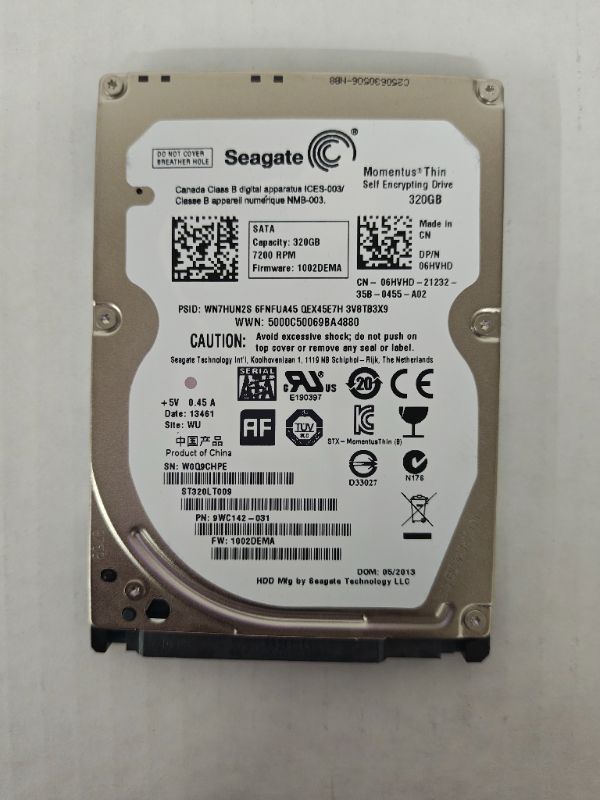 C250630506-NB8
DO NOT COVER
BREATHER HOLE
Seagate®
Momentus® Thin
Self Encrypting Drive
320GB
Canada Class B digital apparatus ICES-003/
Classe B appareil numérique NMB-003.
SATA
Capacity: 320GB
7200 RPM
Firmware: 1002DEMA
Made in
CN
DP/N
06HVHD
CN - 06HVHD - 21232 -
35B - 0455 - A02
PSID: WN7HUN2S 6FNFUA45 QEX45E7H 3V8TB3X9
WWN: 5000C50069BA4880
CAUTION: Avoid excessive shock; do not push on
top cover or remove any seal or label.
Seagate Technology Int'l, Koolhovenlaan 1, 1119 NB Schiphol-Rijk, The Netherlands
SERIAL
ATA
c RU US
E190397
20
CE
+5V 0.45 A
Date: 13461
Site: WU
中国产品
Product of China
AF
TÜV
STX-MomentusThin (B)
D33027
N176
SN: W0Q9CHPE
ST320LT009
PN: 9WC142-031
FW: 1002DEMA
DOM: 05/2013
HDD Mfg by Seagate Technology LLC